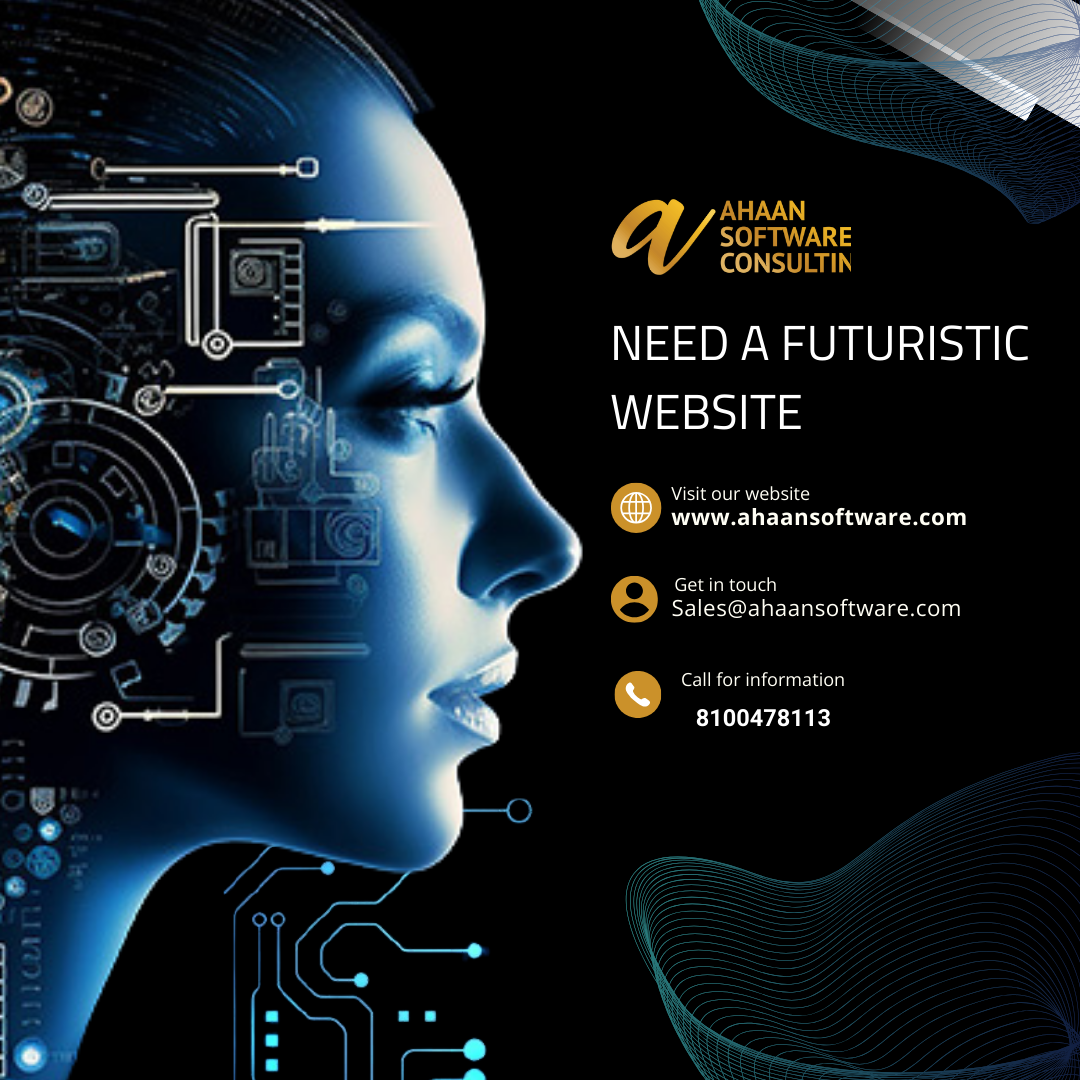 a AHAAN
SOFTWARE
CONSULTIN
NEED A FUTURISTIC
WEBSITE
Visit our website
www.ahaansoftware.com
Get in touch
Sales@ahaansoftware.com
Call for information
8100478113